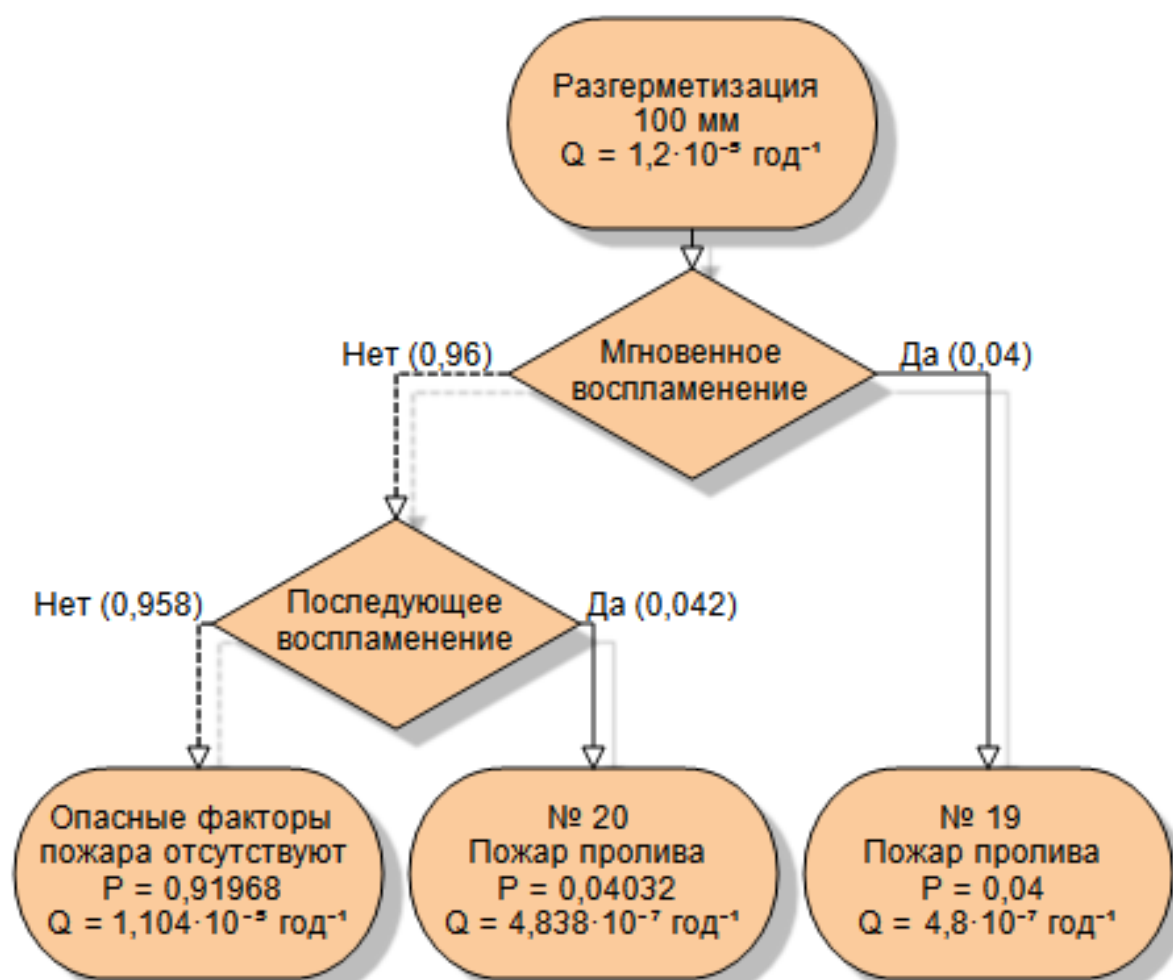 Разгерметизация
100 мм
Q = 1,2·10⁻⁵ год⁻¹
Нет (0,96)
Мгновенное
воспламенение
Да (0,04)
Нет (0,958)
Последующее
воспламенение
Да (0,042)
Опасные факторы
пожара отсутствуют
P = 0,91968
Q = 1,104·10⁻⁵ год⁻¹
№ 20
Пожар пролива
P = 0,04032
Q = 4,838·10⁻⁷ год⁻¹
№ 19
Пожар пролива
P = 0,04
Q = 4,8·10⁻⁷ год⁻¹